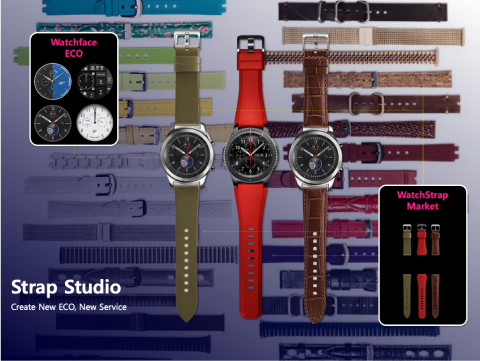 Watchface
ECO
WatchStrap
Market
Strap Studio
Create New ECO, New Service